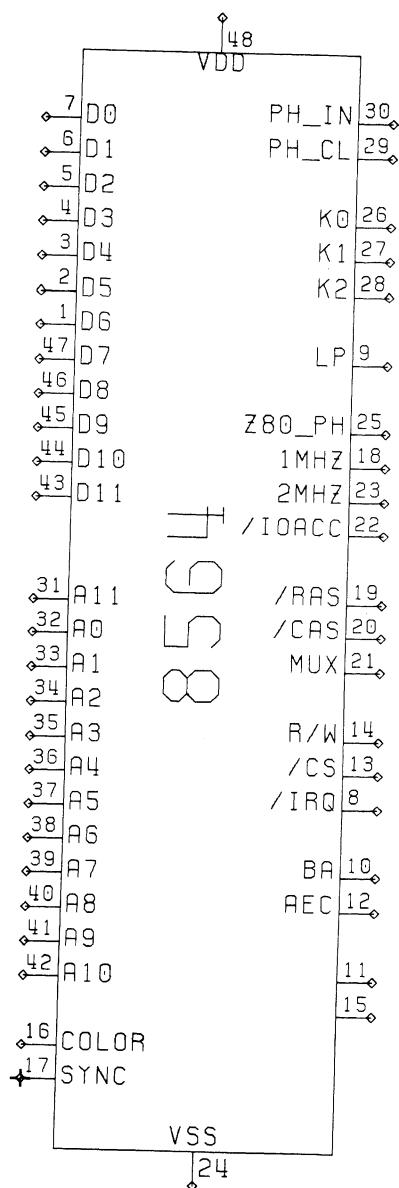 48
VDD
7 D0
6 D1
5 D2
4 D3
3 D4
2 D5
1 D6
47 D7
46 D8
45 D9
44 D10
43 D11
31 A11
32 A0
33 A1
34 A2
35 A3
36 A4
37 A5
38 A6
39 A7
40 A8
41 A9
42 A10
16 COLOR
17 SYNC
8564
PH_IN 30
PH_CL 29
K0 26
K1 27
K2 28
LP 9
Z80_PH 25
1MHZ 18
2MHZ 23
/IOACC 22
/RAS 19
/CAS 20
MUX 21
R/W 14
/CS 13
/IRQ 8
BA 10
AEC 12
11
15
VSS
24